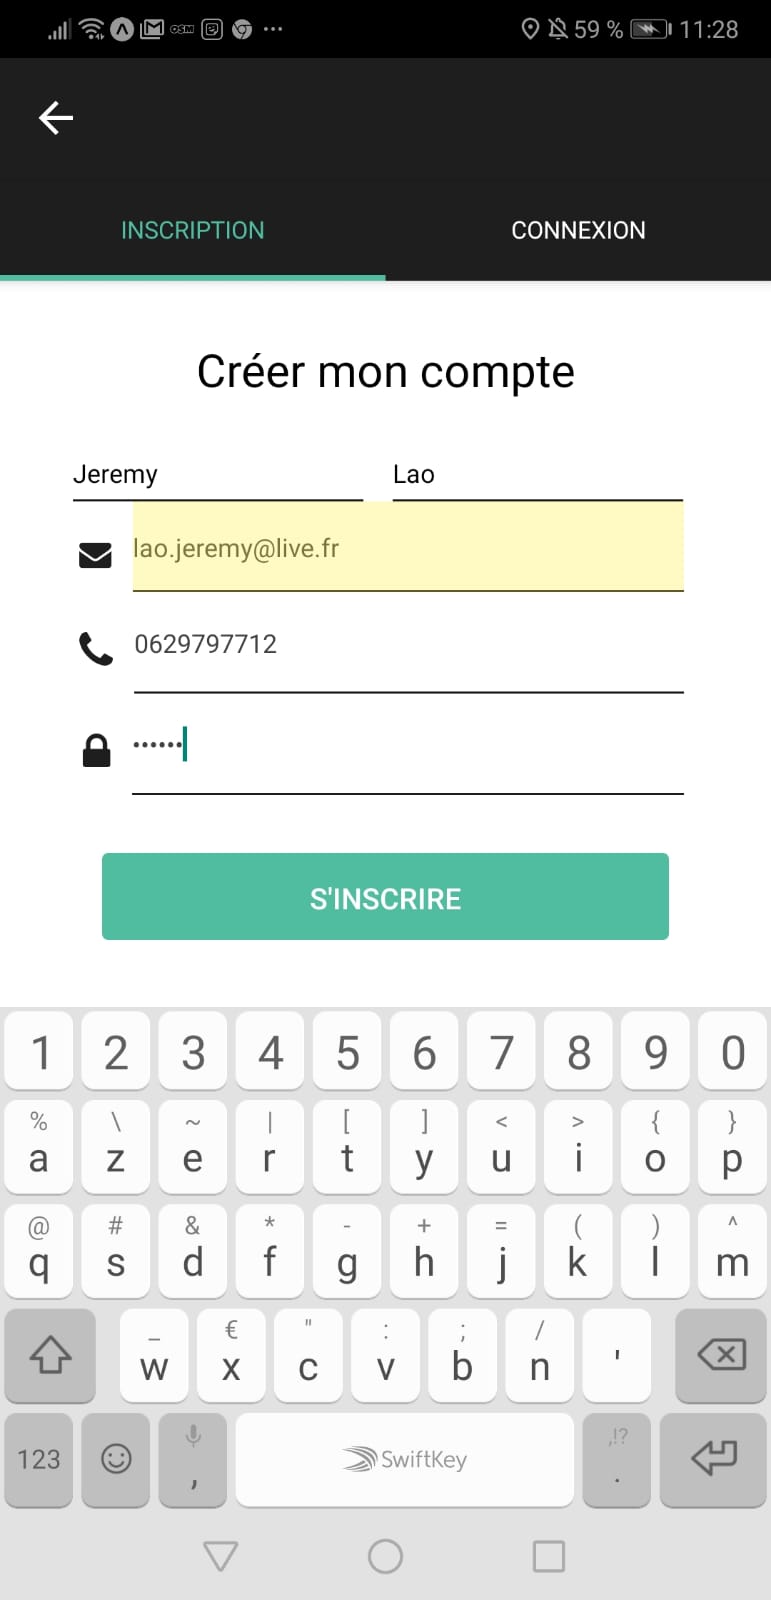 OSM 59 % 11:28
INSCRIPTION CONNEXION
Créer mon compte
Jeremy Lao
lao.jeremy@live.fr
0629797712
••••••
S'INSCRIRE
1 2 3 4 5 6 7 8 9 0
% \ ~ | [ ] < > { }
a z e r t y u i o p
@ # & * - + = ( ) ^
q s d f g h j k l m
_ € " : ; /
w x c v b n '
,!?
123 , SwiftKey .